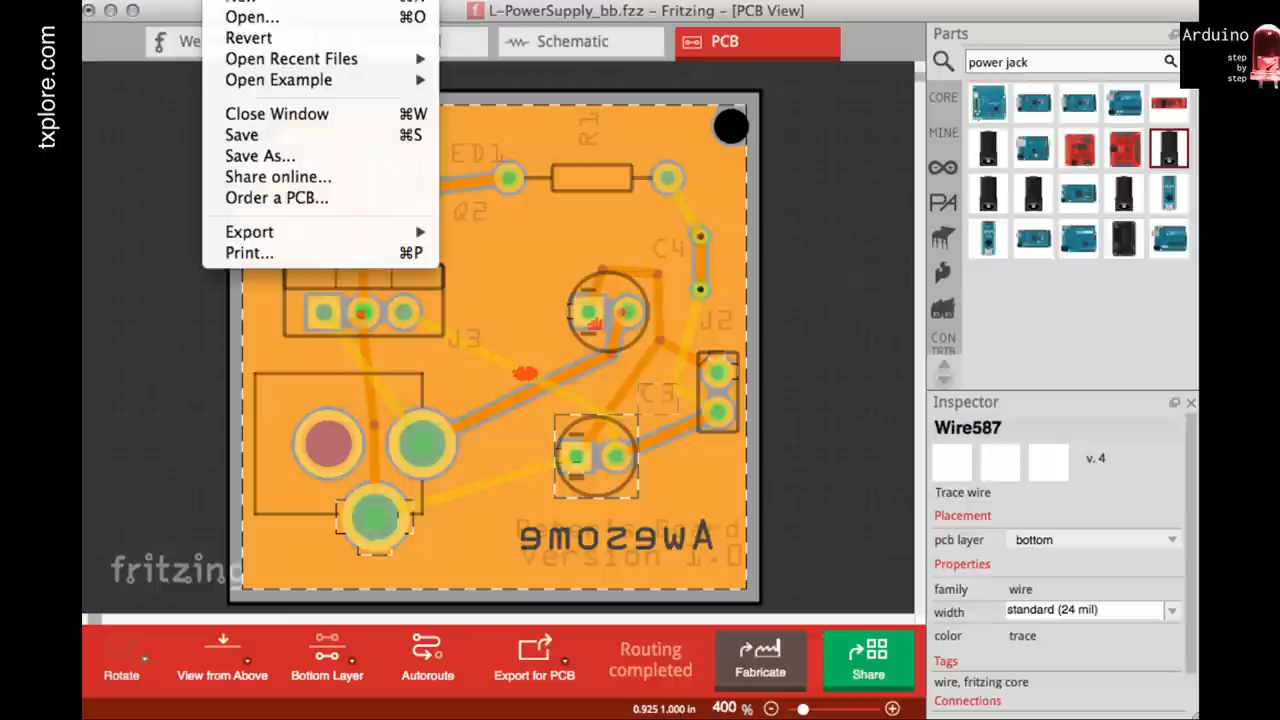 txplore.com
L-PowerSupply_bb.fzz – Fritzing – [PCB View]
Open... ⌘O
Revert
Open Recent Files
Open Example
Close Window ⌘W
Save ⌘S
Save As...
Share online...
Order a PCB...
Export
Print... ⌘P
We
Schematic
PCB
Parts
power jack
CORE
MINE
PA
CON
TRIB
Arduino
step
by
step
R1
ED1
Q2
C4
J2
J3
C3
Awesome
Version 1.0
fritzing
Inspector
Wire587
v. 4
Trace wire
Placement
pcb layer bottom
Properties
family wire
width standard (24 mil)
color trace
Tags
wire, fritzing core
Connections
Rotate
View from Above
Bottom Layer
Autoroute
Export for PCB
Routing
completed
Fabricate
Share
0.925 1.000 in 400 %